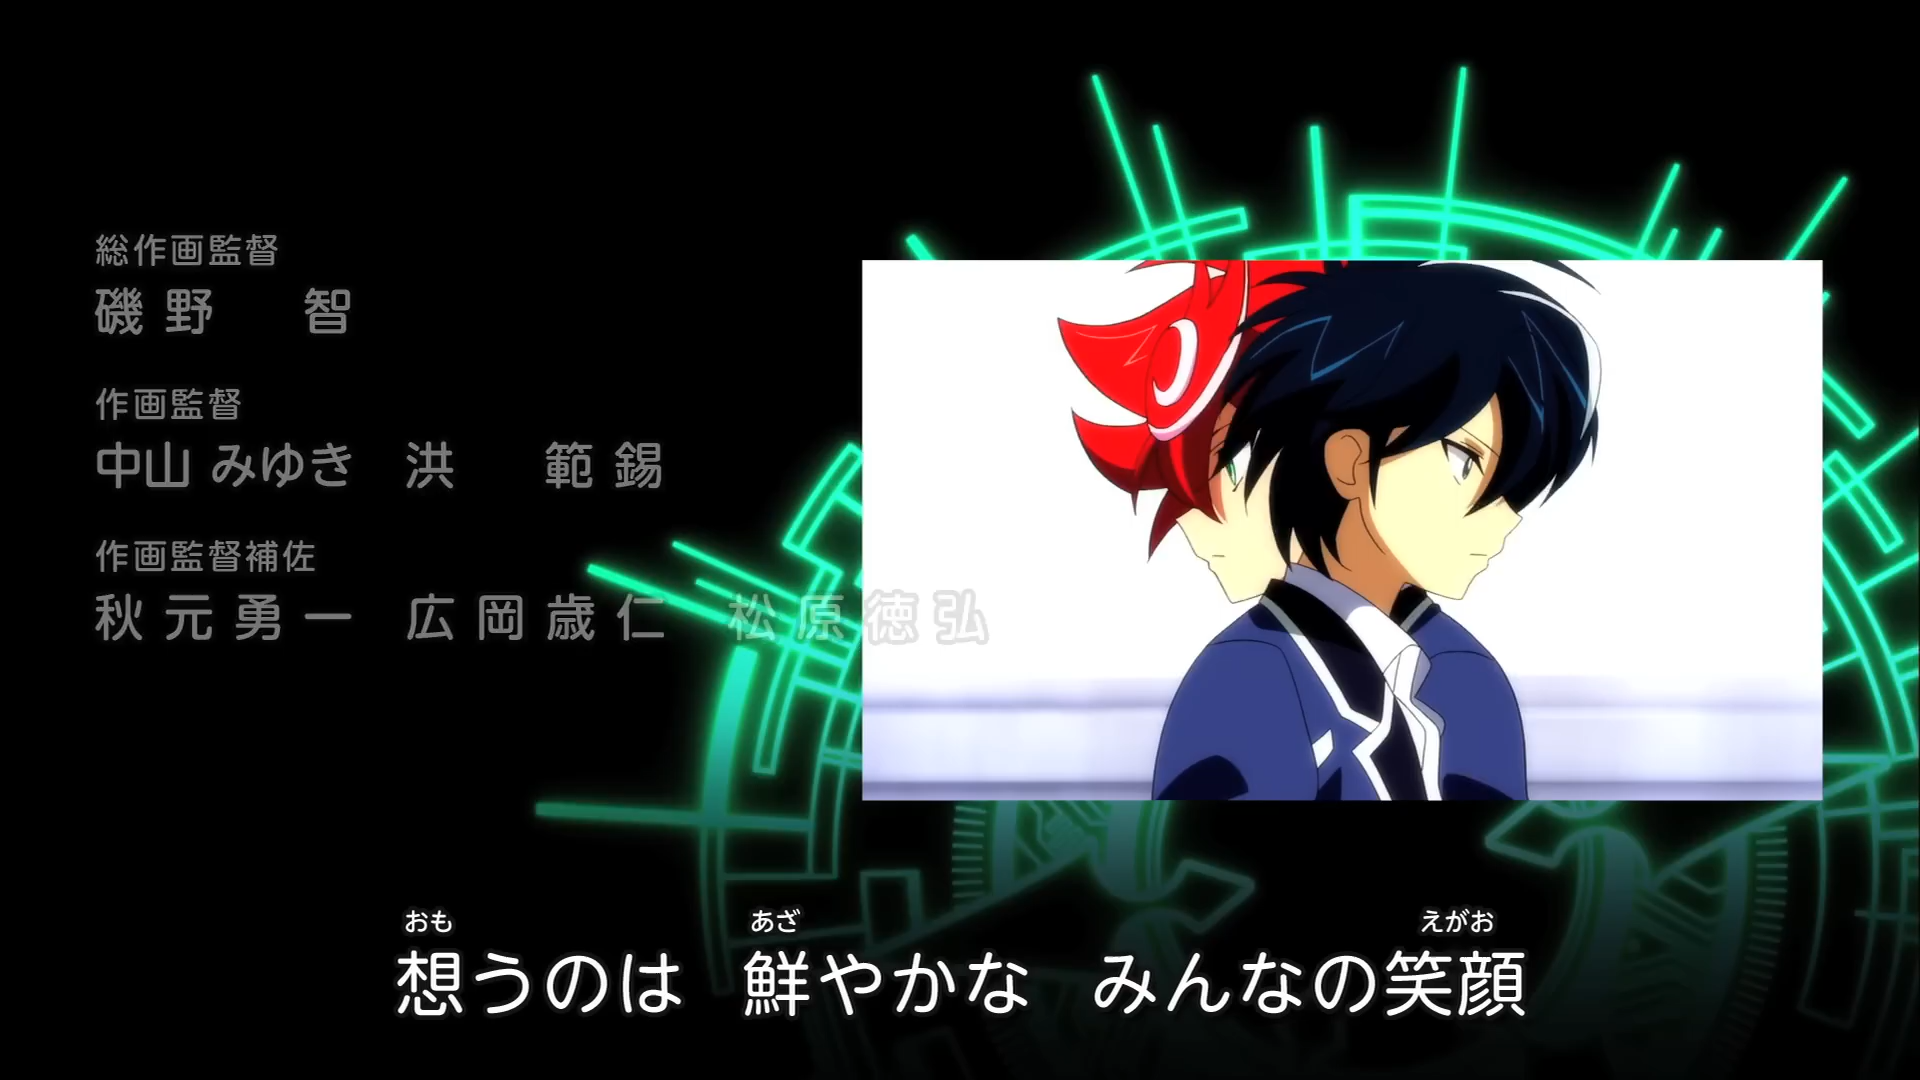 総作画監督
磯野 智
作画監督
中山みゆき 洪 範錫
作画監督補佐
秋元勇一 広岡歳仁 松原徳弘
おも あざ えがお
想うのは 鮮やかな みんなの笑顔